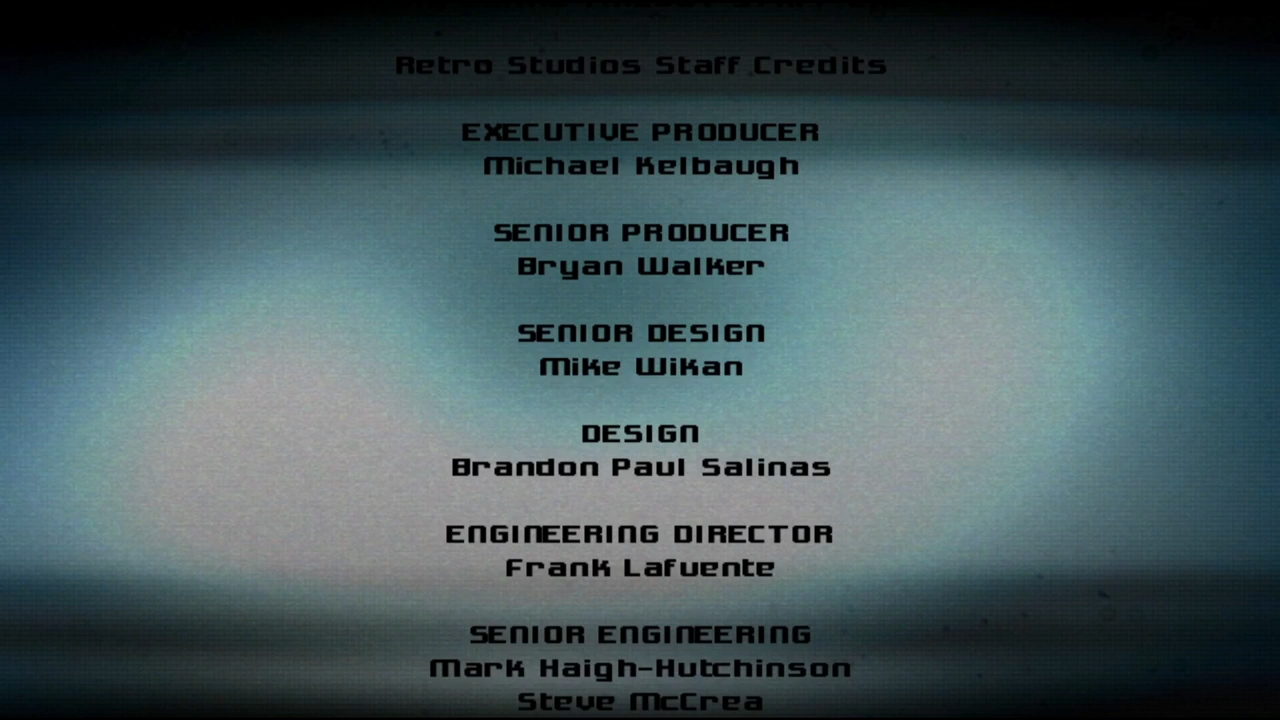 Retro Studios Staff Credits
EXECUTIVE PRODUCER
Michael Kelbaugh
SENIOR PRODUCER
Bryan Walker
SENIOR DESIGN
Mike Wikan
DESIGN
Brandon Paul Salinas
ENGINEERING DIRECTOR
Frank Lafuente
SENIOR ENGINEERING
Mark Haigh-Hutchinson
Steve McCrea